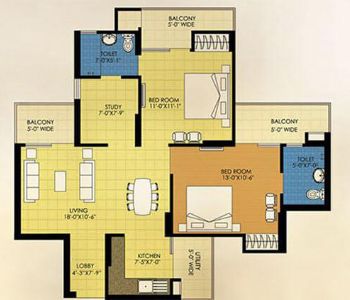 BALCONY
5'-0" WIDE
TOILET
7'-0"X5'-1"
BED ROOM
11'-0"X11'-1"
STUDY
7'-0"X7'-9"
BALCONY
5'-0" WIDE
BALCONY
5'-0" WIDE
TOILET
5'-0"X7'-0"
BED ROOM
13'-0"X10'-6"
LIVING
18'-0"X10'-6"
KITCHEN
7'-5"X7'-0"
LOBBY
4'-3"X7'-9"
UTILITY
5'-0" WIDE